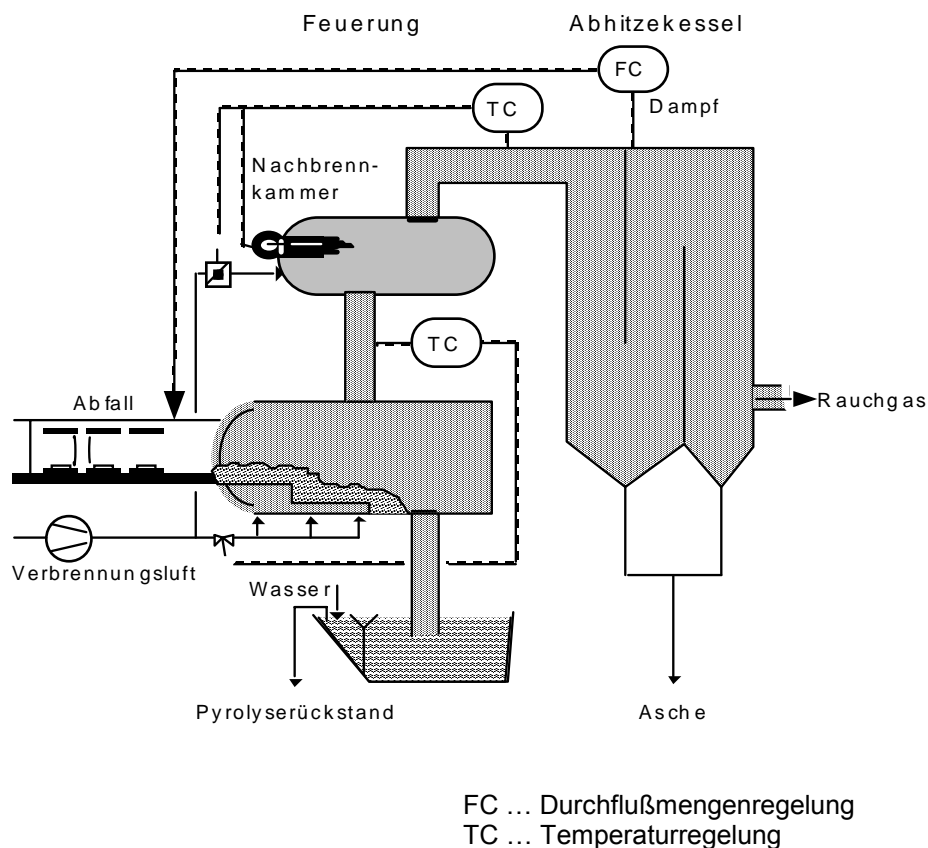 Feuerung
Abhitzekessel
FC
Dampf
TC
Nachbrenn-
kammer
TC
Abfall
Rauchgas
Verbrennungsluft
Wasser
Pyrolyserückstand
Asche
FC ... Durchflußmengenregelung
TC ... Temperaturregelung